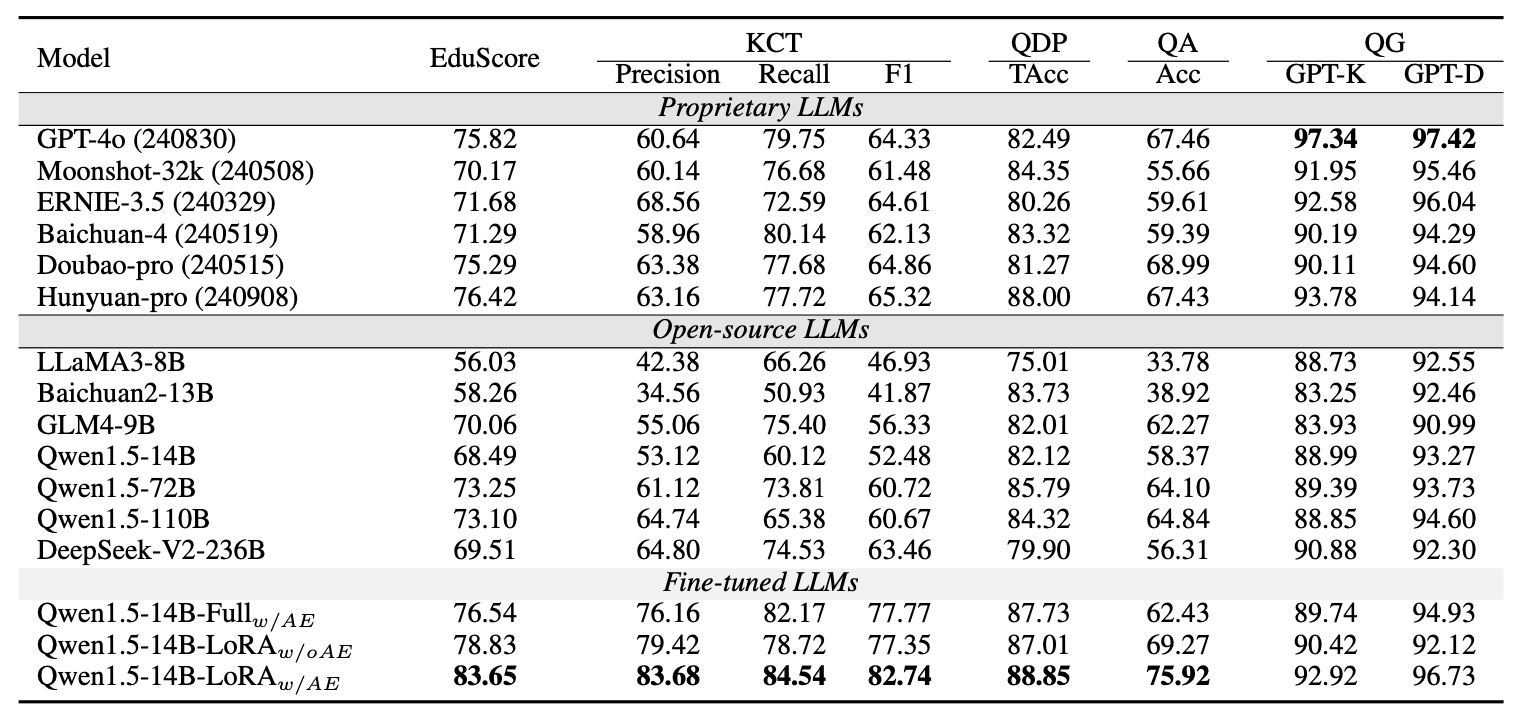 Model EduScore KCT QDP QA QG
Precision Recall F1 TAcc Acc GPT-K GPT-D
Proprietary LLMs
GPT-4o (240830) 75.82 60.64 79.75 64.33 82.49 67.46 97.34 97.42
Moonshot-32k (240508) 70.17 60.14 76.68 61.48 84.35 55.66 91.95 95.46
ERNIE-3.5 (240329) 71.68 68.56 72.59 64.61 80.26 59.61 92.58 96.04
Baichuan-4 (240519) 71.29 58.96 80.14 62.13 83.32 59.39 90.19 94.29
Doubao-pro (240515) 75.29 63.38 77.68 64.86 81.27 68.99 90.11 94.60
Hunyuan-pro (240908) 76.42 63.16 77.72 65.32 88.00 67.43 93.78 94.14
Open-source LLMs
LLaMA3-8B 56.03 42.38 66.26 46.93 75.01 33.78 88.73 92.55
Baichuan2-13B 58.26 34.56 50.93 41.87 83.73 38.92 83.25 92.46
GLM4-9B 70.06 55.06 75.40 56.33 82.01 62.27 83.93 90.99
Qwen1.5-14B 68.49 53.12 60.12 52.48 82.12 58.37 88.99 93.27
Qwen1.5-72B 73.25 61.12 73.81 60.72 85.79 64.10 89.39 93.73
Qwen1.5-110B 73.10 64.74 65.38 60.67 84.32 64.84 88.85 94.60
DeepSeek-V2-236B 69.51 64.80 74.53 63.46 79.90 56.31 90.88 92.30
Fine-tuned LLMs
Qwen1.5-14B-Full w/AE 76.54 76.16 82.17 77.77 87.73 62.43 89.74 94.93
Qwen1.5-14B-LoRA w/oAE 78.83 79.42 78.72 77.35 87.01 69.27 90.42 92.12
Qwen1.5-14B-LoRA w/AE 83.65 83.68 84.54 82.74 88.85 75.92 92.92 96.73